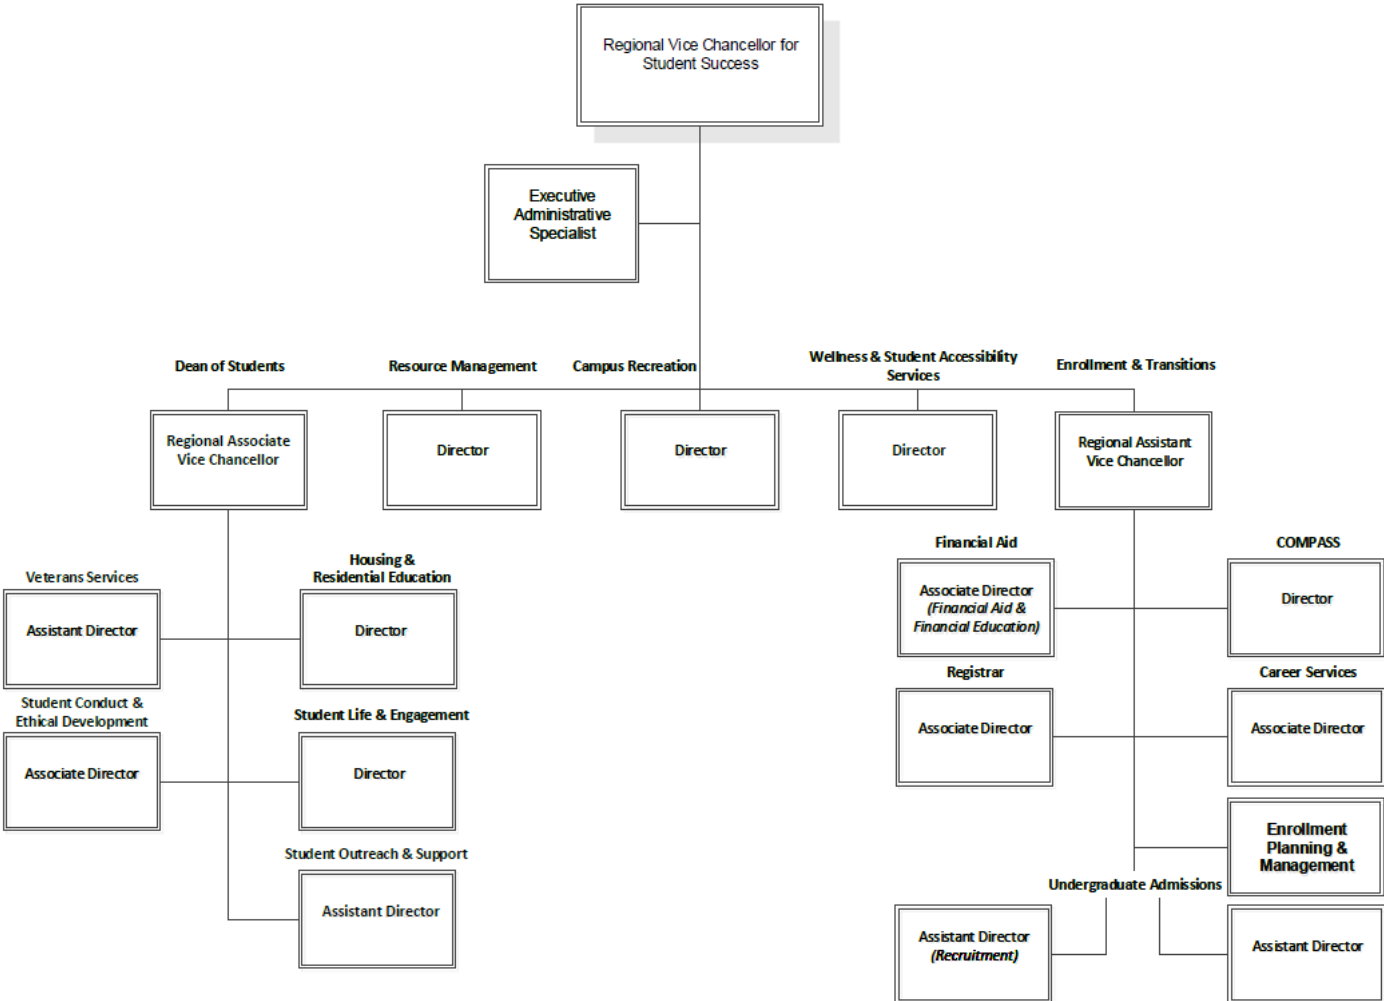 Regional Vice Chancellor for
Student Success
Executive
Administrative
Specialist
Dean of Students
Resource Management
Campus Recreation
Wellness & Student Accessibility
Services
Enrollment & Transitions
Regional Associate
Vice Chancellor
Director
Director
Director
Regional Assistant
Vice Chancellor
Veterans Services
Assistant Director
Housing &
Residential Education
Director
Student Conduct &
Ethical Development
Associate Director
Student Life & Engagement
Director
Student Outreach & Support
Assistant Director
Financial Aid
Associate Director
(Financial Aid &
Financial Education)
COMPASS
Director
Registrar
Associate Director
Career Services
Associate Director
Enrollment
Planning &
Management
Undergraduate Admissions
Assistant Director
(Recruitment)
Assistant Director